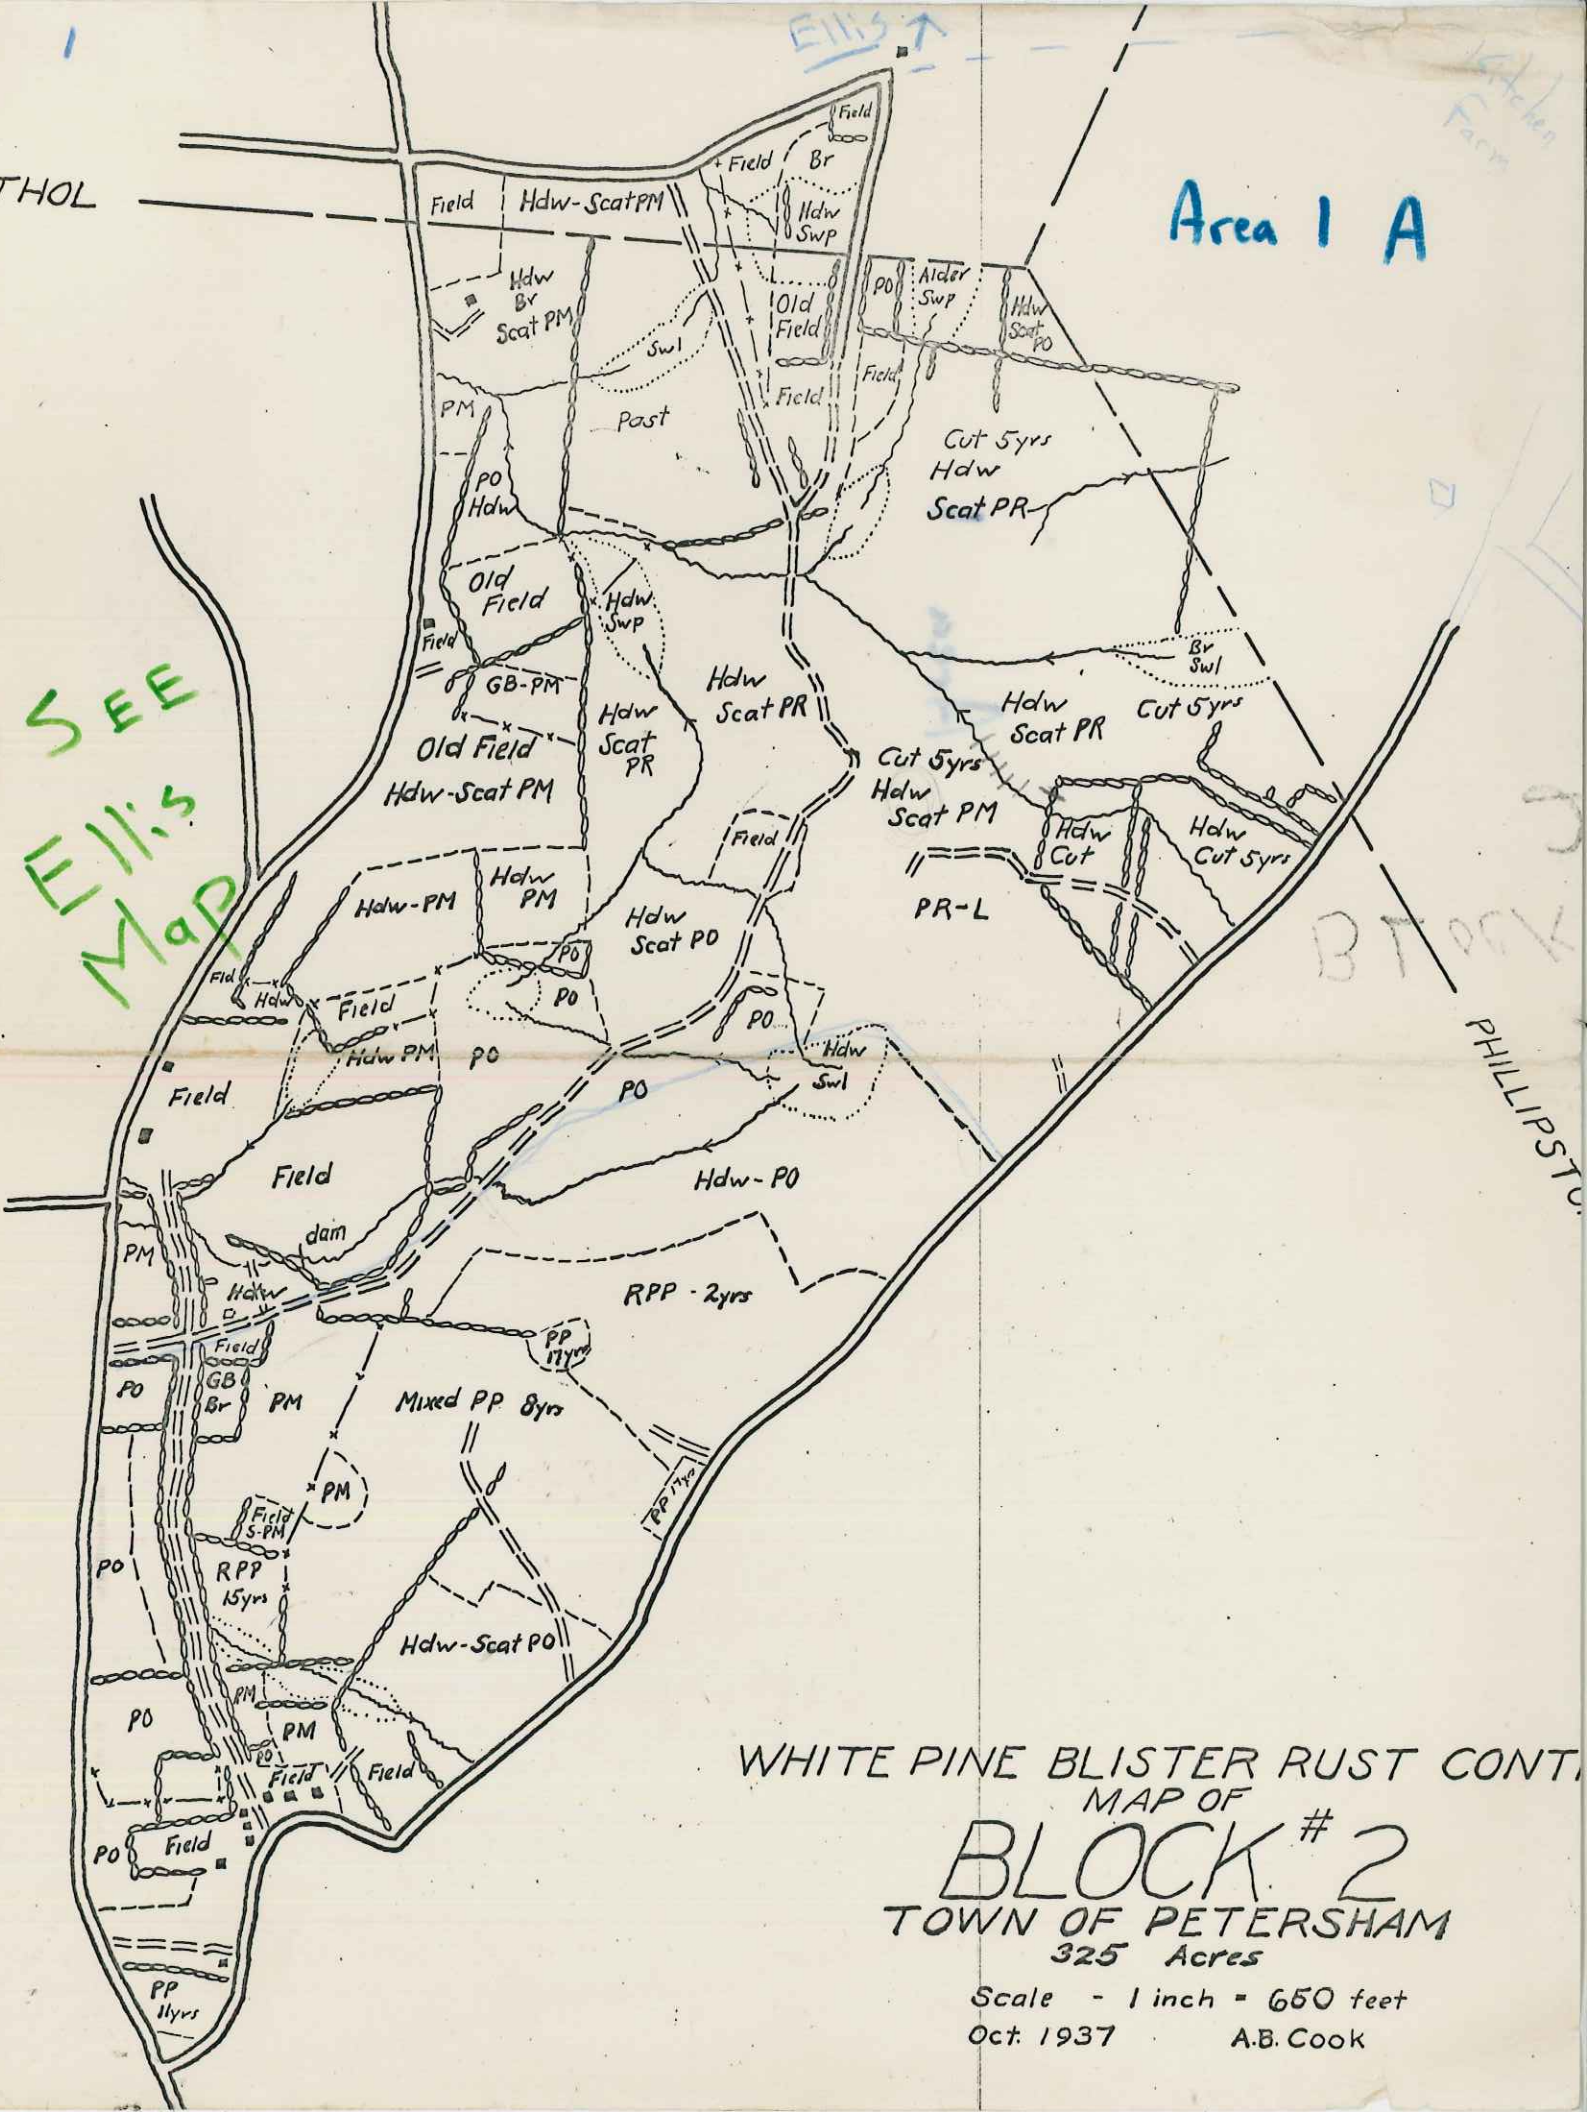 1
Ellis ↑
Kitchen
Farm
Area 1 A
THOL
Field
Field
Br
Field
Hdw-Scat PM
Hdw
Swp
Hdw
Br
Scat PM
Old
Field
PO
Alder
Swp
Hdw
Scat
PO
Swl
PM
Past
Field
Field
Cut 5yrs
Hdw
Scat PR
PO
Hdw
Old
Field
Hdw
Swp
Field
GB-PM
Br
Swl
Hdw
Scat PR
Hdw
Scat
PR
Hdw
Scat PR
Cut 5yrs
SEE
Ellis
Map
Old Field
Hdw-Scat PM
Cut 5yrs
Hdw
Scat PM
Field
Hdw
Cut
Hdw
Cut 5yrs
Hdw-PM
Hdw
PM
Hdw
Scat PO
PR-L
Block
PO
Fld
Hdw
Field
PO
PO
Hdw PM
PO
Hdw
Swl
PHILLIPSTO
Field
PO
Field
Hdw-PO
dam
PM
Hdw
RPP - 2yrs
Field
PP
17yrs
PO
GB
Br
PM
Mixed PP 8yrs
PM
PP 17yrs
Field
S-PM
PO
RPP
15yrs
Hdw-Scat PO
PM
PO
PM
PO
Field
Field
PO
Field
PP
11yrs
WHITE PINE BLISTER RUST CONT
MAP OF
BLOCK # 2
TOWN OF PETERSHAM
325 Acres
Scale - 1 inch = 650 feet
Oct. 1937 A.B. Cook